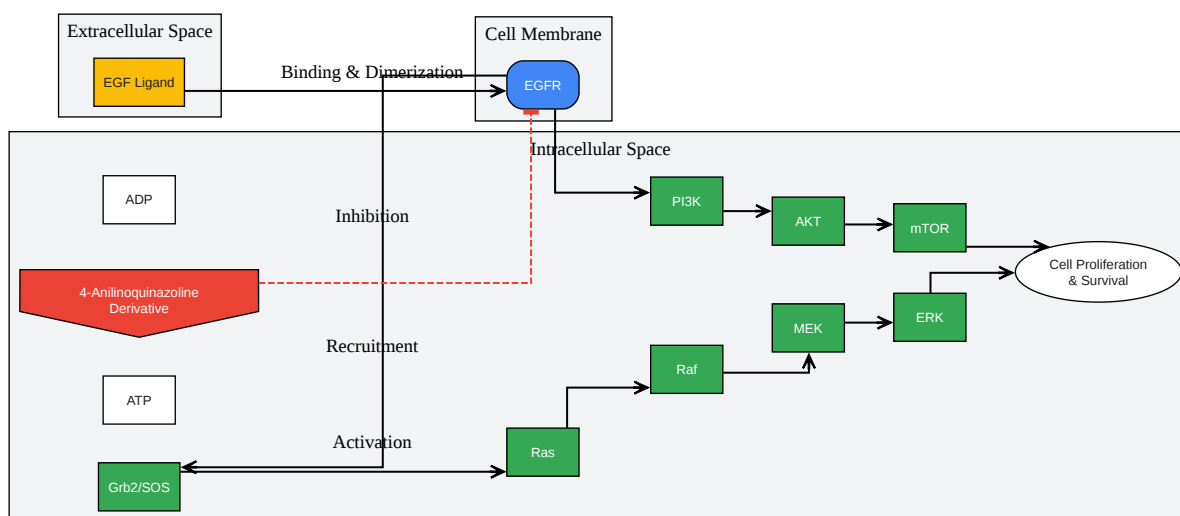 Extracellular Space
Cell Membrane
EGF Ligand
Binding & Dimerization
EGFR
Intracellular Space
ADP
PI3K
Inhibition
AKT
mTOR
Cell Proliferation
& Survival
4-Anilinoquinazoline
Derivative
MEK
ERK
Recruitment
Raf
ATP
Activation
Ras
Grb2/SOS